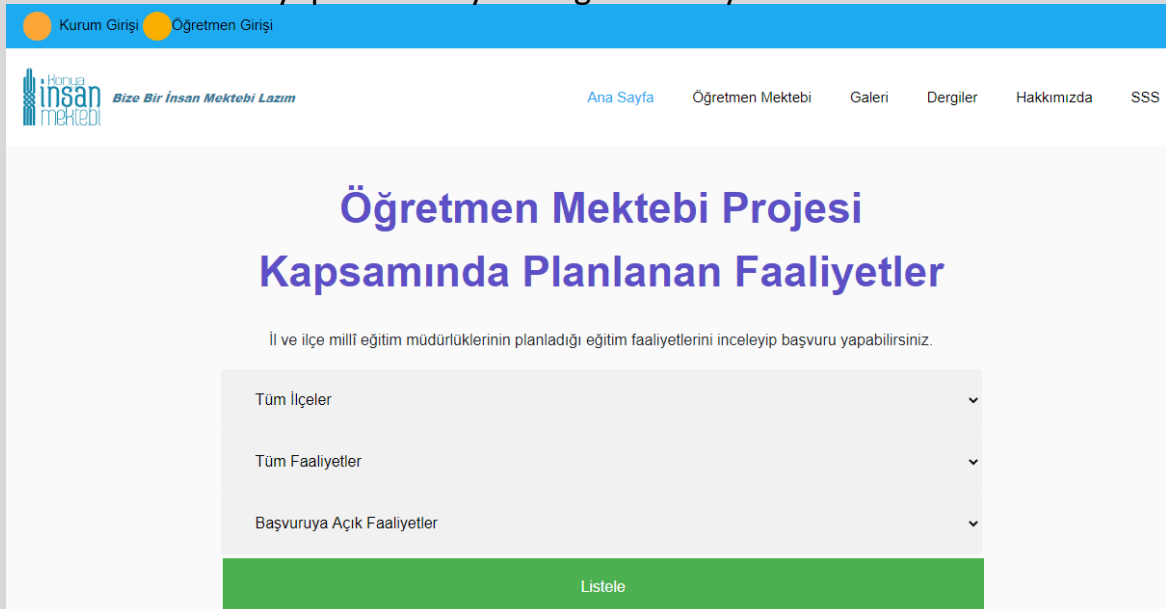 Kurum Girişi Öğretmen Girişi
Konya
insan
mektebi
Bize Bir İnsan Mektebi Lazım
Ana Sayfa Öğretmen Mektebi Galeri Dergiler Hakkımızda SSS
Öğretmen Mektebi Projesi
Kapsamında Planlanan Faaliyetler
İl ve ilçe millî eğitim müdürlüklerinin planladığı eğitim faaliyetlerini inceleyip başvuru yapabilirsiniz.
Tüm İlçeler
Tüm Faaliyetler
Başvuruya Açık Faaliyetler
Listele